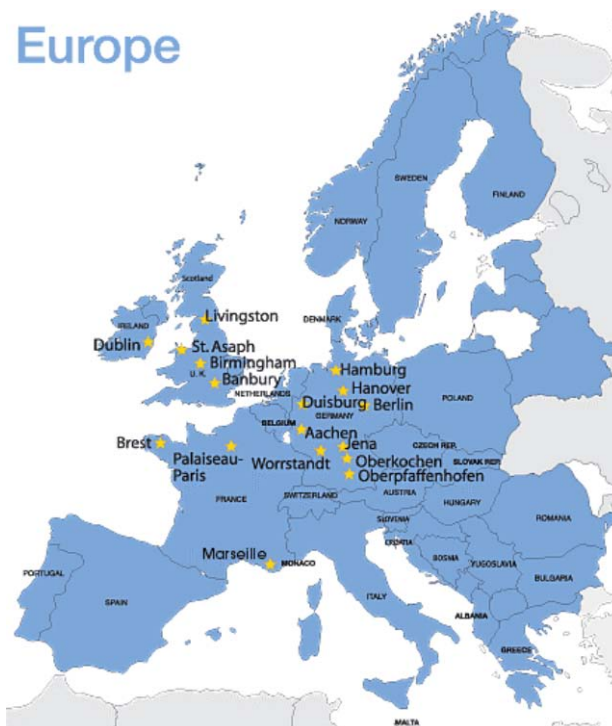 Europe
SWEDEN
FINLAND
NORWAY
Scotland
Livingston
DENMARK
IRELAND
Dublin
St. Asaph
Birmingham
U.K.
Banbury
Hamburg
Hanover
NETHERLANDS
Duisburg
Berlin
POLAND
GERMANY
BELGIUM
Aachen
Brest
Jena
CZECH REP.
Palaiseau-
Paris
Worrstandt
Oberkochen
SLOVAK REP.
Oberpfaffenhofen
FRANCE
SWITZERLAND
AUSTRIA
HUNGARY
ROMANIA
SLOVENIA
CROATIA
Marseille
MONACO
BOSNIA
YUGOSLAVIA
BULGARIA
PORTUGAL
SPAIN
ITALY
ALBANIA
GREECE
MALTA